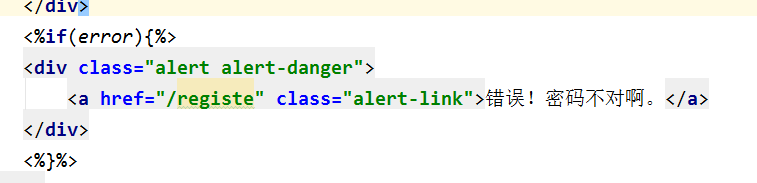 </div>
<%if(error){%>
<div class="alert alert-danger">
<a href="/registe" class="alert-link">错误！密码不对啊。</a>
</div>
<%}%>